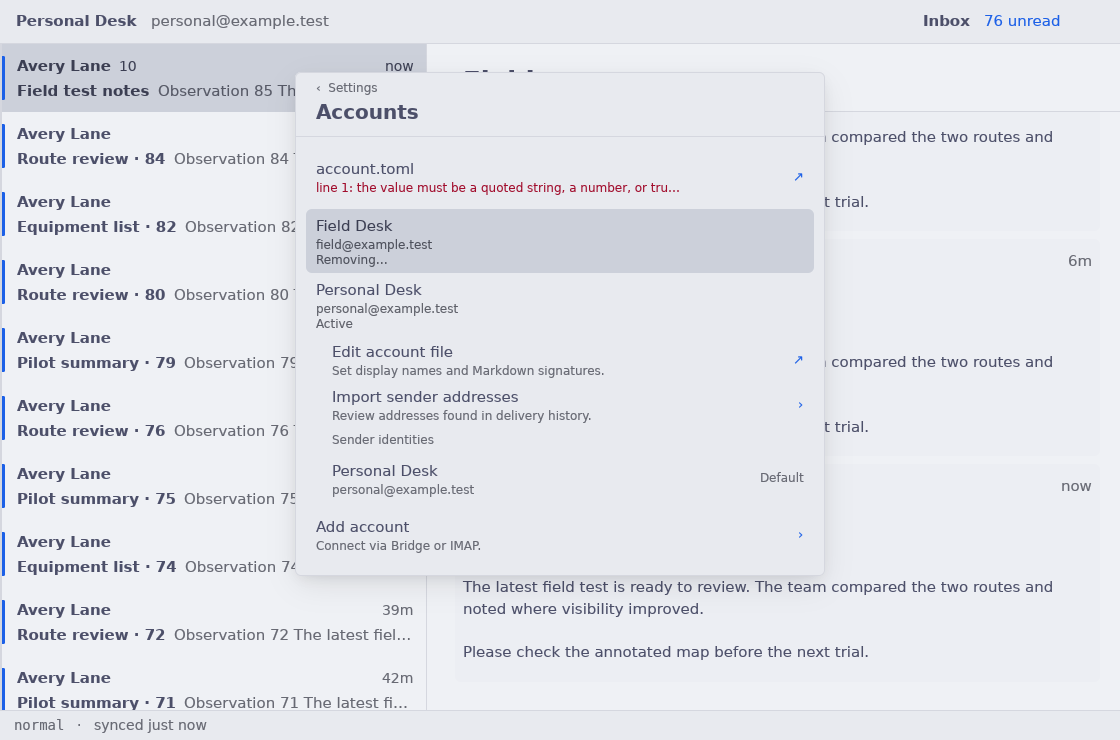 Personal Desk personal@example.test Inbox 76 unread
Avery Lane 10 now
Field test notes Observation 85
‹ Settings
Accounts
account.toml ↗
line 1: the value must be a quoted string, a number, or tru…
Field Desk
field@example.test
Removing…
Personal Desk
personal@example.test
Active
Edit account file ↗
Set display names and Markdown signatures.
Import sender addresses ›
Review addresses found in delivery history.
Sender identities
Personal Desk Default
personal@example.test
Add account ›
Connect via Bridge or IMAP.
Avery Lane
Route review · 84 Observation 84
Avery Lane
Equipment list · 82 Observation 82
Avery Lane
Route review · 80 Observation 80
Avery Lane
Pilot summary · 79 Observation 79
Avery Lane
Route review · 76 Observation 76
Avery Lane
Pilot summary · 75 Observation 75
Avery Lane
Equipment list · 74 Observation 74
Avery Lane 39m
Route review · 72 Observation 72 The latest fiel…
Avery Lane 42m
Pilot summary · 71 Observation 71 The latest fi…
compared the two routes and
trial.
6m
compared the two routes and
trial.
now
The latest field test is ready to review. The team compared the two routes and
noted where visibility improved.
Please check the annotated map before the next trial.
normal · synced just now